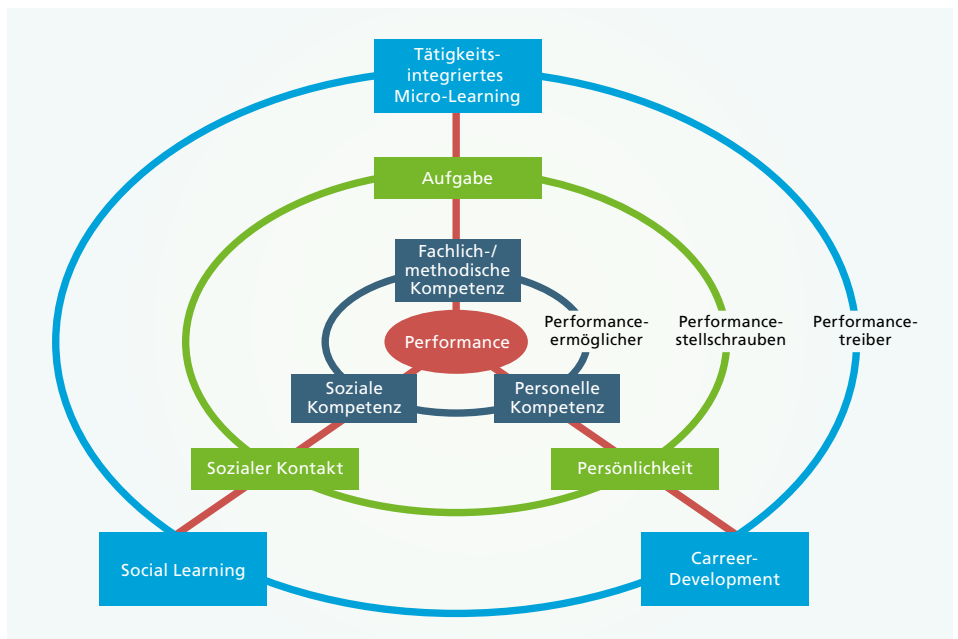 Tätigkeits-
integriertes
Micro-Learning
Aufgabe
Fachlich-/
methodische
Kompetenz
Performance
Performance-
ermöglicher
Performance-
stellschrauben
Performance-
treiber
Soziale
Kompetenz
Personelle
Kompetenz
Sozialer Kontakt
Persönlichkeit
Social Learning
Carreer-
Development